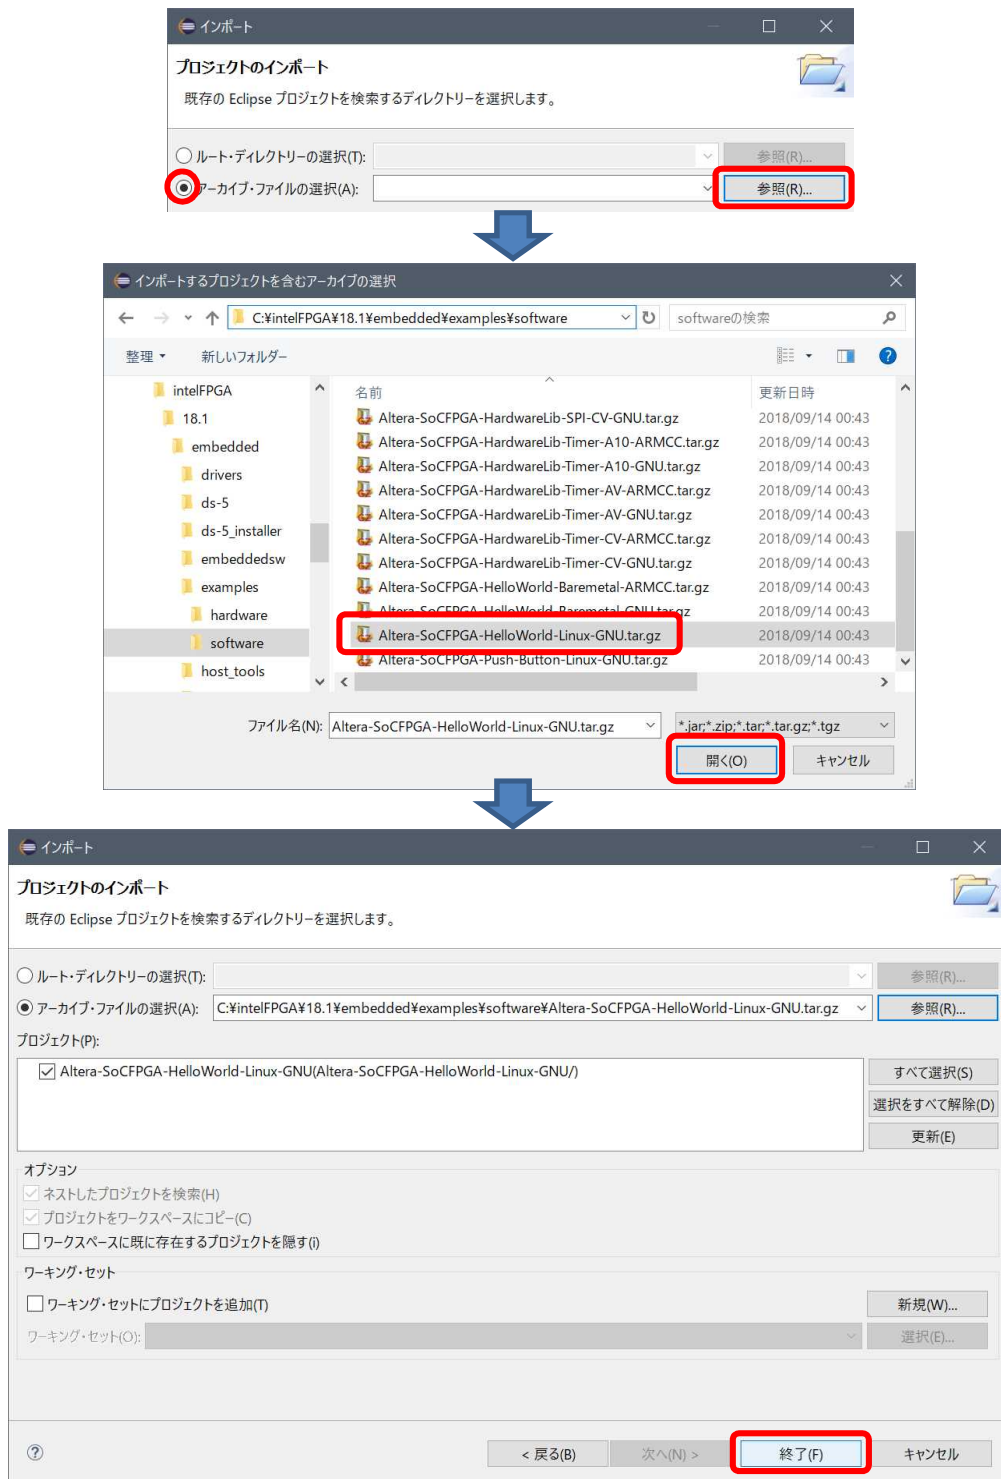 インポート
プロジェクトのインポート
既存の Eclipse プロジェクトを検索するディレクトリーを選択します。
ルート・ディレクトリーの選択(T):
参照(R)...
アーカイブ・ファイルの選択(A):
参照(R)...
インポートするプロジェクトを含むアーカイブの選択
C:¥intelFPGA¥18.1¥embedded¥examples¥software
softwareの検索
整理
新しいフォルダー
intelFPGA
18.1
embedded
drivers
ds-5
ds-5_installer
embeddedsw
examples
hardware
software
host_tools
名前
更新日時
Altera-SoCFPGA-HardwareLib-SPI-CV-GNU.tar.gz 2018/09/14 00:43
Altera-SoCFPGA-HardwareLib-Timer-A10-ARMCC.tar.gz 2018/09/14 00:43
Altera-SoCFPGA-HardwareLib-Timer-A10-GNU.tar.gz 2018/09/14 00:43
Altera-SoCFPGA-HardwareLib-Timer-AV-ARMCC.tar.gz 2018/09/14 00:43
Altera-SoCFPGA-HardwareLib-Timer-AV-GNU.tar.gz 2018/09/14 00:43
Altera-SoCFPGA-HardwareLib-Timer-CV-ARMCC.tar.gz 2018/09/14 00:43
Altera-SoCFPGA-HardwareLib-Timer-CV-GNU.tar.gz 2018/09/14 00:43
Altera-SoCFPGA-HelloWorld-Baremetal-ARMCC.tar.gz 2018/09/14 00:43
Altera-SoCFPGA-HelloWorld-Baremetal-GNU.tar.gz 2018/09/14 00:43
Altera-SoCFPGA-HelloWorld-Linux-GNU.tar.gz 2018/09/14 00:43
Altera-SoCFPGA-Push-Button-Linux-GNU.tar.gz 2018/09/14 00:43
ファイル名(N): Altera-SoCFPGA-HelloWorld-Linux-GNU.tar.gz
*.jar;*.zip;*.tar;*.tar.gz;*.tgz
開く(O)
キャンセル
インポート
プロジェクトのインポート
既存の Eclipse プロジェクトを検索するディレクトリーを選択します。
ルート・ディレクトリーの選択(T):
参照(R)...
アーカイブ・ファイルの選択(A): C:¥intelFPGA¥18.1¥embedded¥examples¥software¥Altera-SoCFPGA-HelloWorld-Linux-GNU.tar.gz
参照(R)...
プロジェクト(P):
Altera-SoCFPGA-HelloWorld-Linux-GNU(Altera-SoCFPGA-HelloWorld-Linux-GNU/)
すべて選択(S)
選択をすべて解除(D)
更新(E)
オプション
ネストしたプロジェクトを検索(H)
プロジェクトをワークスペースにコピー(C)
ワークスペースに既に存在するプロジェクトを隠す(i)
ワーキング・セット
ワーキング・セットにプロジェクトを追加(T)
新規(W)...
ワーキング・セット(O):
選択(E)...
< 戻る(B)
次へ(N) >
終了(F)
キャンセル